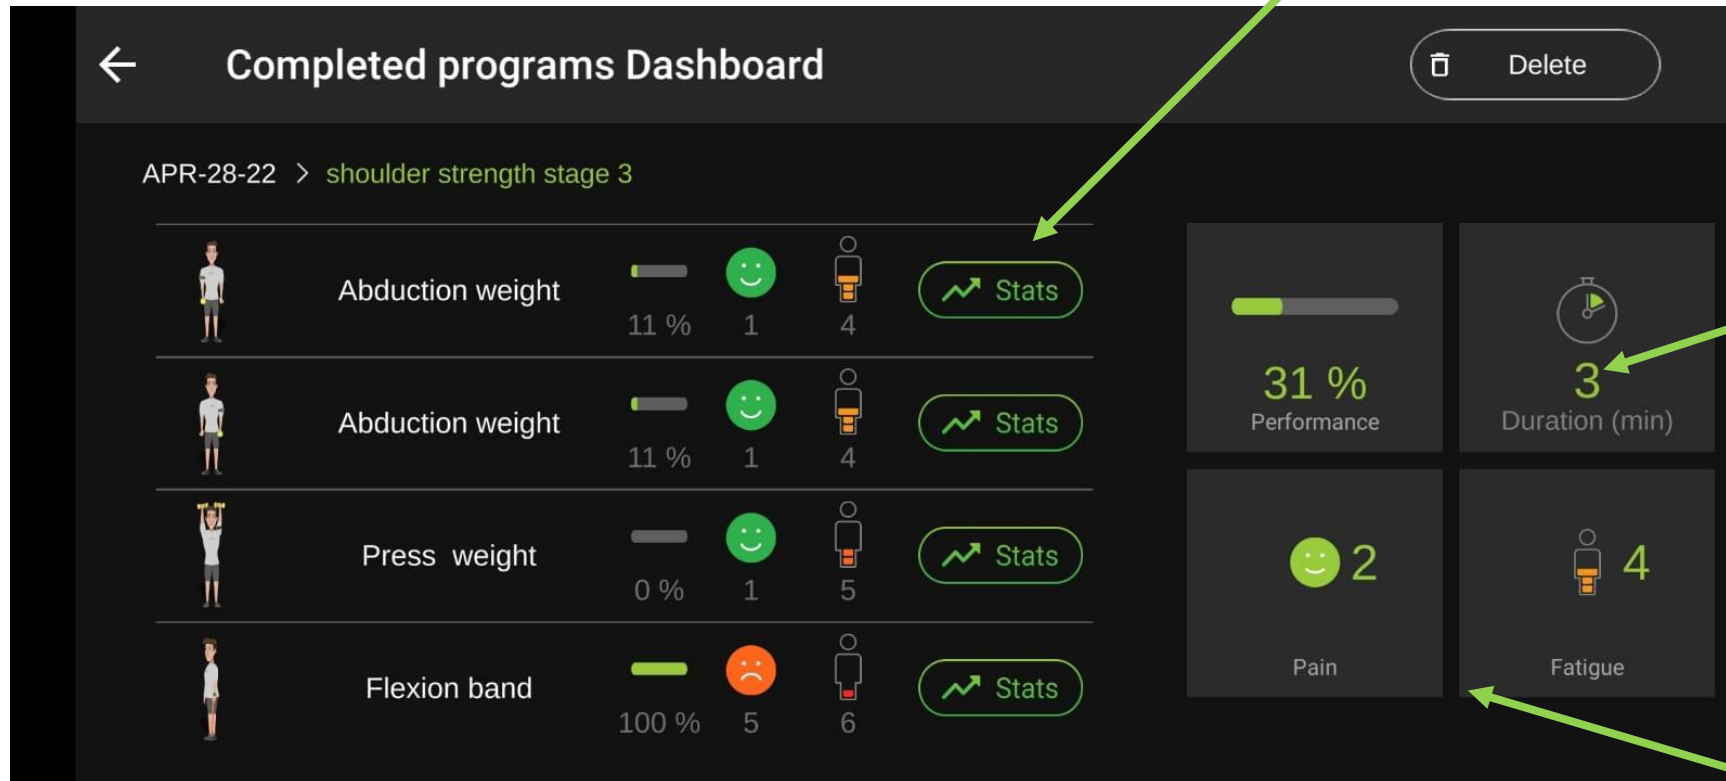 Completed programs Dashboard
Delete
APR-28-22 > shoulder strength stage 3
Abduction weight
11 %
1
4
Stats
Abduction weight
11 %
1
4
Stats
Press weight
0 %
1
5
Stats
Flexion band
100 %
5
6
Stats
31 %
Performance
3
Duration (min)
2
Pain
4
Fatigue